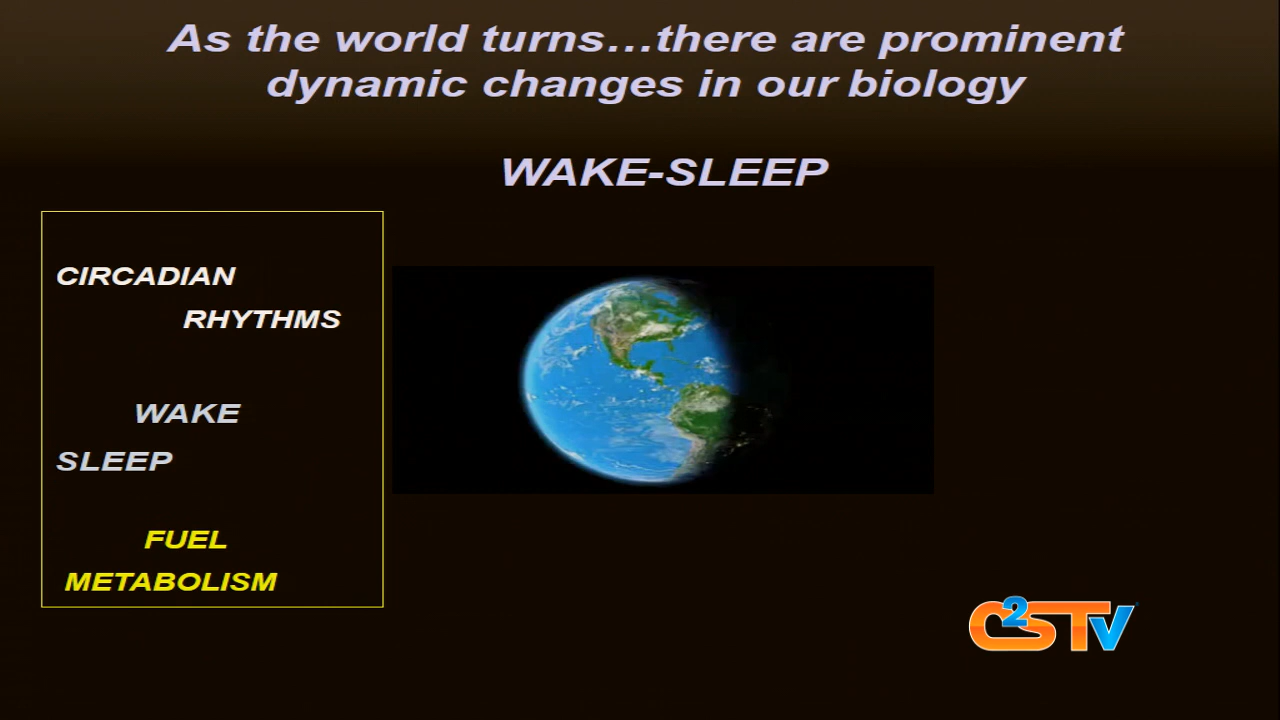 As the world turns…there are prominent
dynamic changes in our biology
WAKE-SLEEP
CIRCADIAN
RHYTHMS
WAKE
SLEEP
FUEL
METABOLISM
C2STV